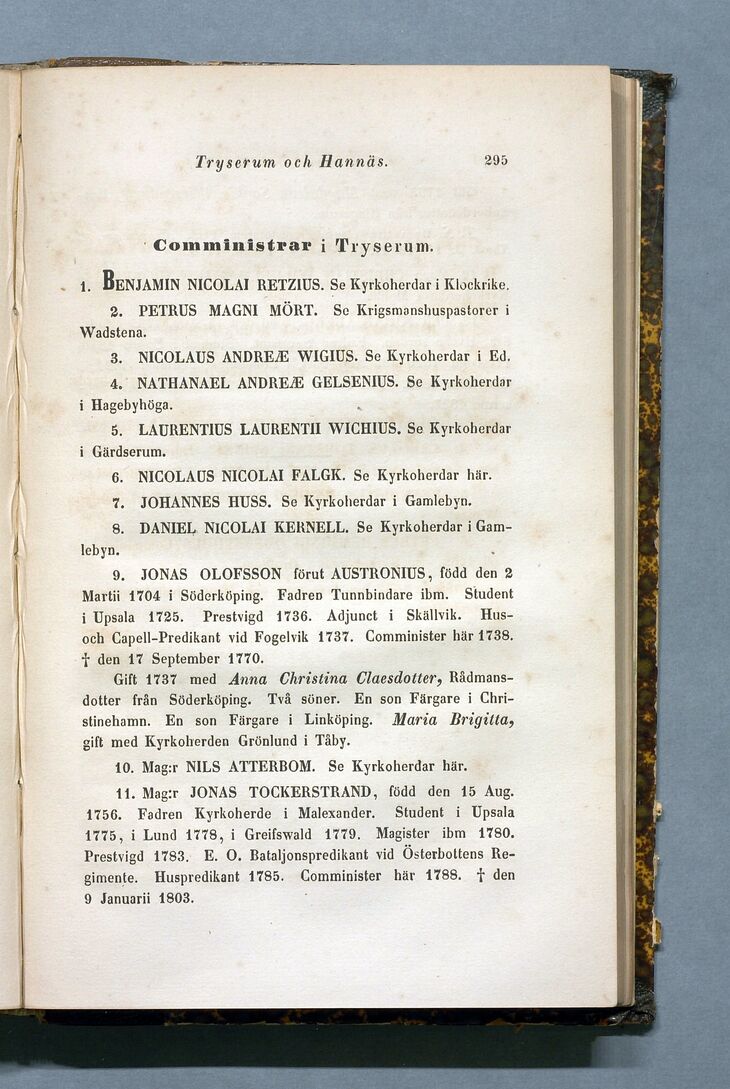 Tryserum och Hannäs. 295
Comministrar i Tryserum.
1. BENJAMIN NICOLAI RETZIUS. Se Kyrkoherdar i Klockrike.
2. PETRUS MAGNI MÖRT. Se Krigsmanshuspastorer i
Wadstena.
3. NICOLAUS ANDREÆ WIGIUS. Se Kyrkoherdar i Ed.
4. NATHANAEL ANDREÆ GELSENIUS. Se Kyrkoherdar
i Hagebyhöga.
5. LAURENTIUS LAURENTII WICHIUS. Se Kyrkoherdar
i Gärdserum.
6. NICOLAUS NICOLAI FALGK. Se Kyrkoherdar här.
7. JOHANNES HUSS. Se Kyrkoherdar i Gamlebyn.
8. DANIEL NICOLAI KERNELL. Se Kyrkoherdar i Gam-
lebyn.
9. JONAS OLOFSSON förut AUSTRONIUS, född den 2
Martii 1704 i Söderköping. Fadren Tunnbindare ibm. Student
i Upsala 1725. Prestvigd 1736. Adjunct i Skällvik. Hus-
och Capell-Predikant vid Fogelvik 1737. Comminister här 1738.
† den 17 September 1770.
Gift 1737 med Anna Christina Claesdotter, Rådmans-
dotter från Söderköping. Två söner. En son Färgare i Chri-
stinehamn. En son Färgare i Linköping. Maria Brigitta,
gift med Kyrkoherden Grönlund i Tåby.
10. Mag:r NILS ATTERBOM. Se Kyrkoherdar här.
11. Mag:r JONAS TOCKERSTRAND, född den 15 Aug.
1756. Fadren Kyrkoherde i Malexander. Student i Upsala
1775, i Lund 1778, i Greifswald 1779. Magister ibm 1780.
Prestvigd 1783. E. O. Bataljonspredikant vid Österbottens Re-
gimente. Huspredikant 1785. Comminister här 1788. † den
9 Januarii 1803.